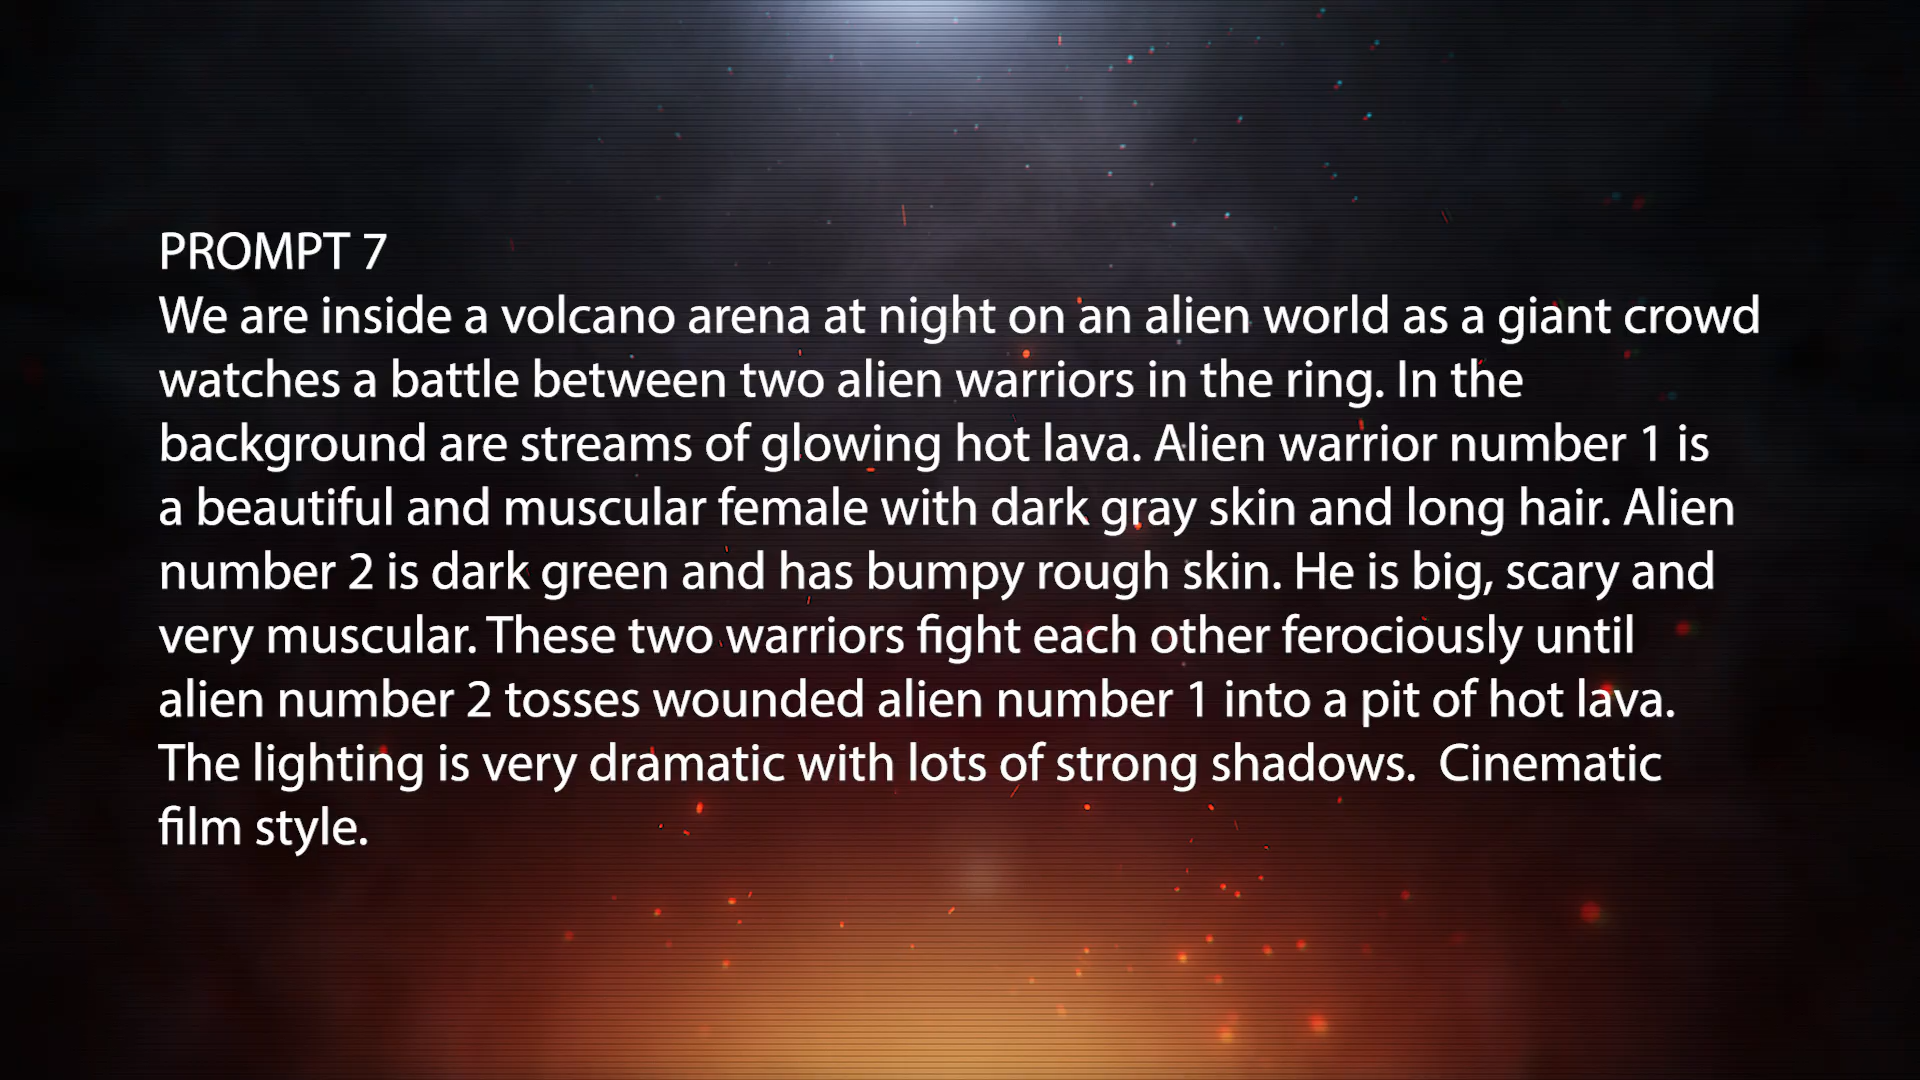 PROMPT 7
We are inside a volcano arena at night on an alien world as a giant crowd
watches a battle between two alien warriors in the ring. In the
background are streams of glowing hot lava. Alien warrior number 1 is
a beautiful and muscular female with dark gray skin and long hair. Alien
number 2 is dark green and has bumpy rough skin. He is big, scary and
very muscular. These two warriors fight each other ferociously until
alien number 2 tosses wounded alien number 1 into a pit of hot lava.
The lighting is very dramatic with lots of strong shadows.  Cinematic
film style.